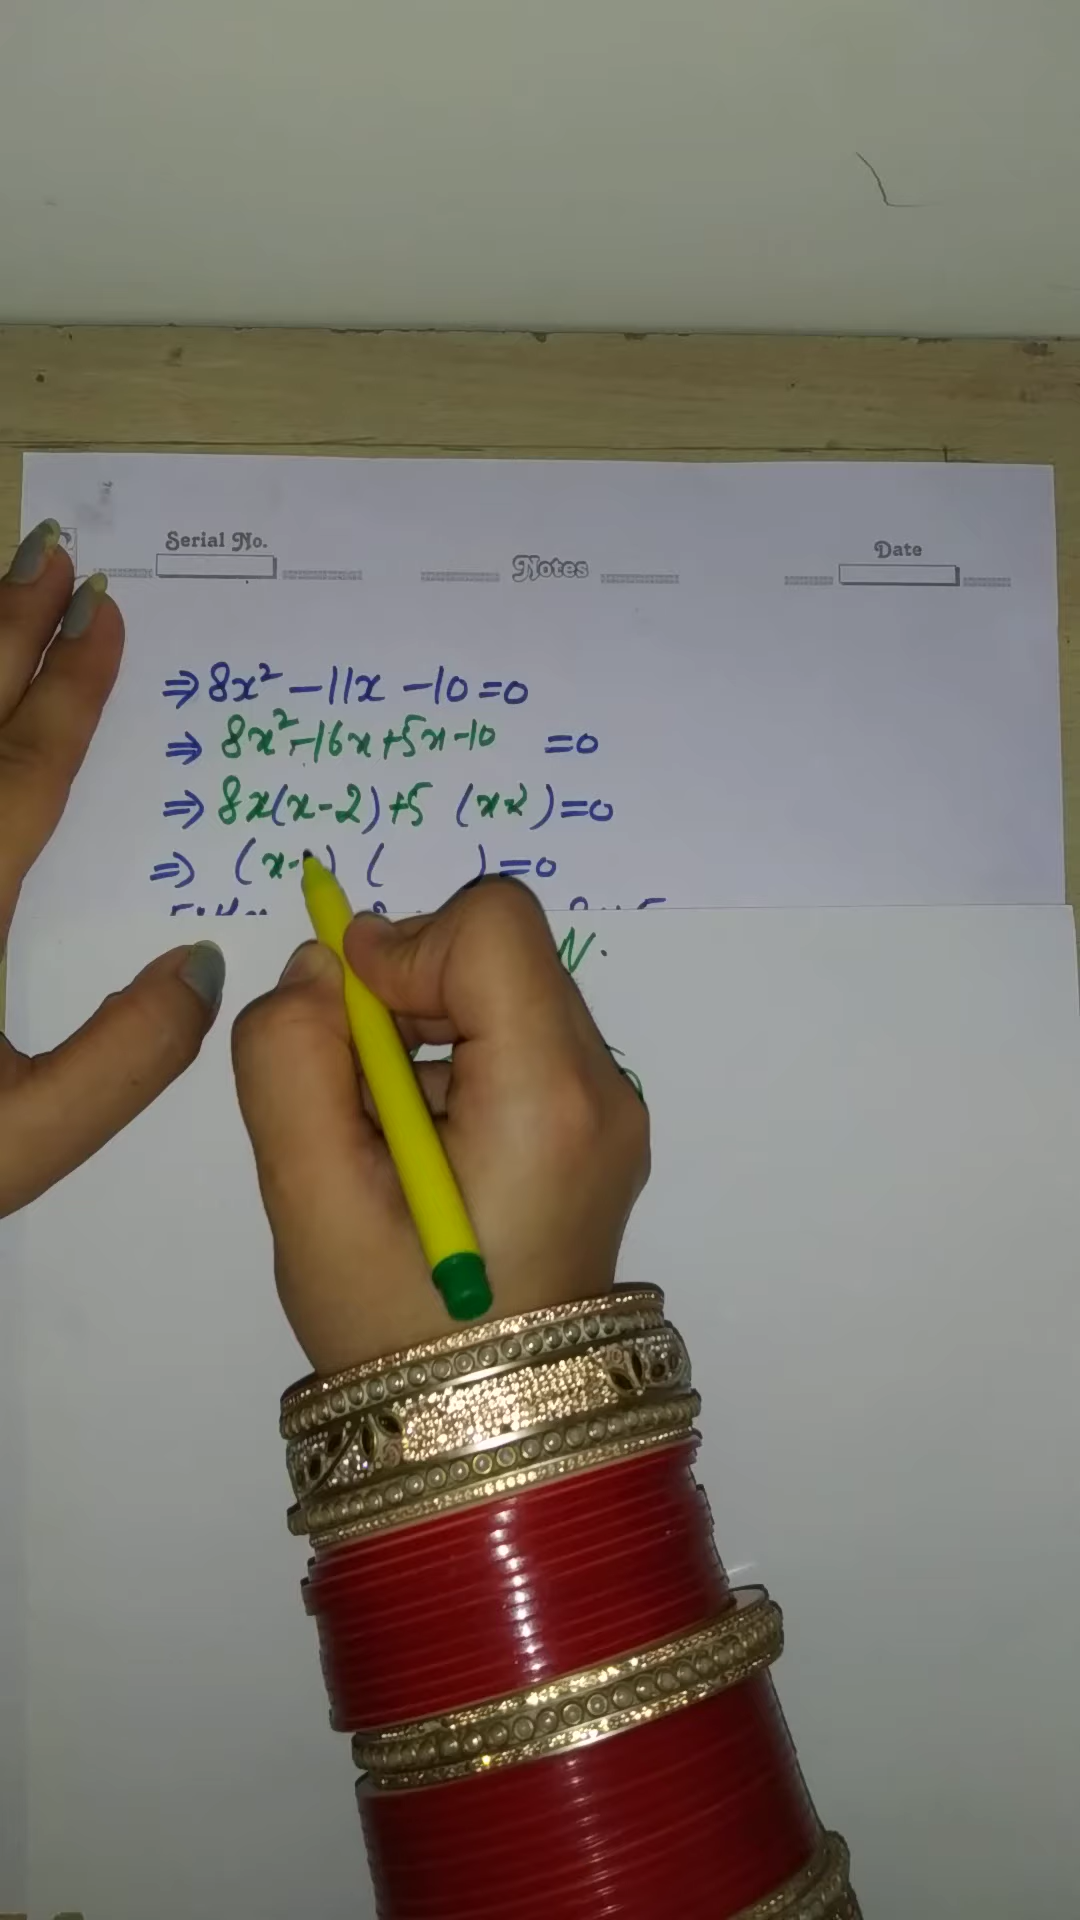 Serial No.
Notes
Date
⇒ 8x² - 11x - 10 = 0
⇒ 8x² - 16x + 5x - 10 = 0
⇒ 8x(x - 2) + 5 (x - 2) = 0
⇒ (x - ) ( ) = 0
N.